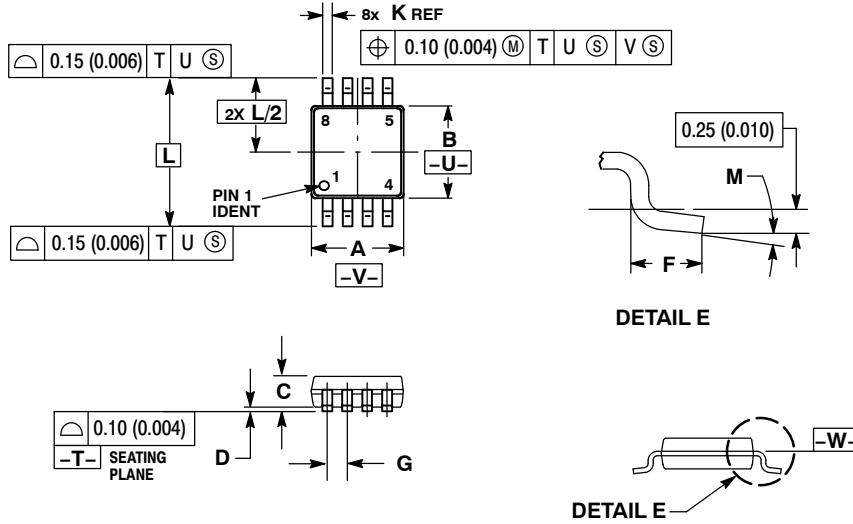 8x K REF
⌖ 0.10 (0.004) Ⓜ T U Ⓢ V Ⓢ
⌓ 0.15 (0.006) T U Ⓢ
2X L/2
8 5
B
-U-
L
1
4
PIN 1
IDENT
⌓ 0.15 (0.006) T U Ⓢ
A
-V-
0.25 (0.010)
M
F
DETAIL E
C
⌓ 0.10 (0.004)
-T- SEATING
PLANE
D
G
-W-
DETAIL E